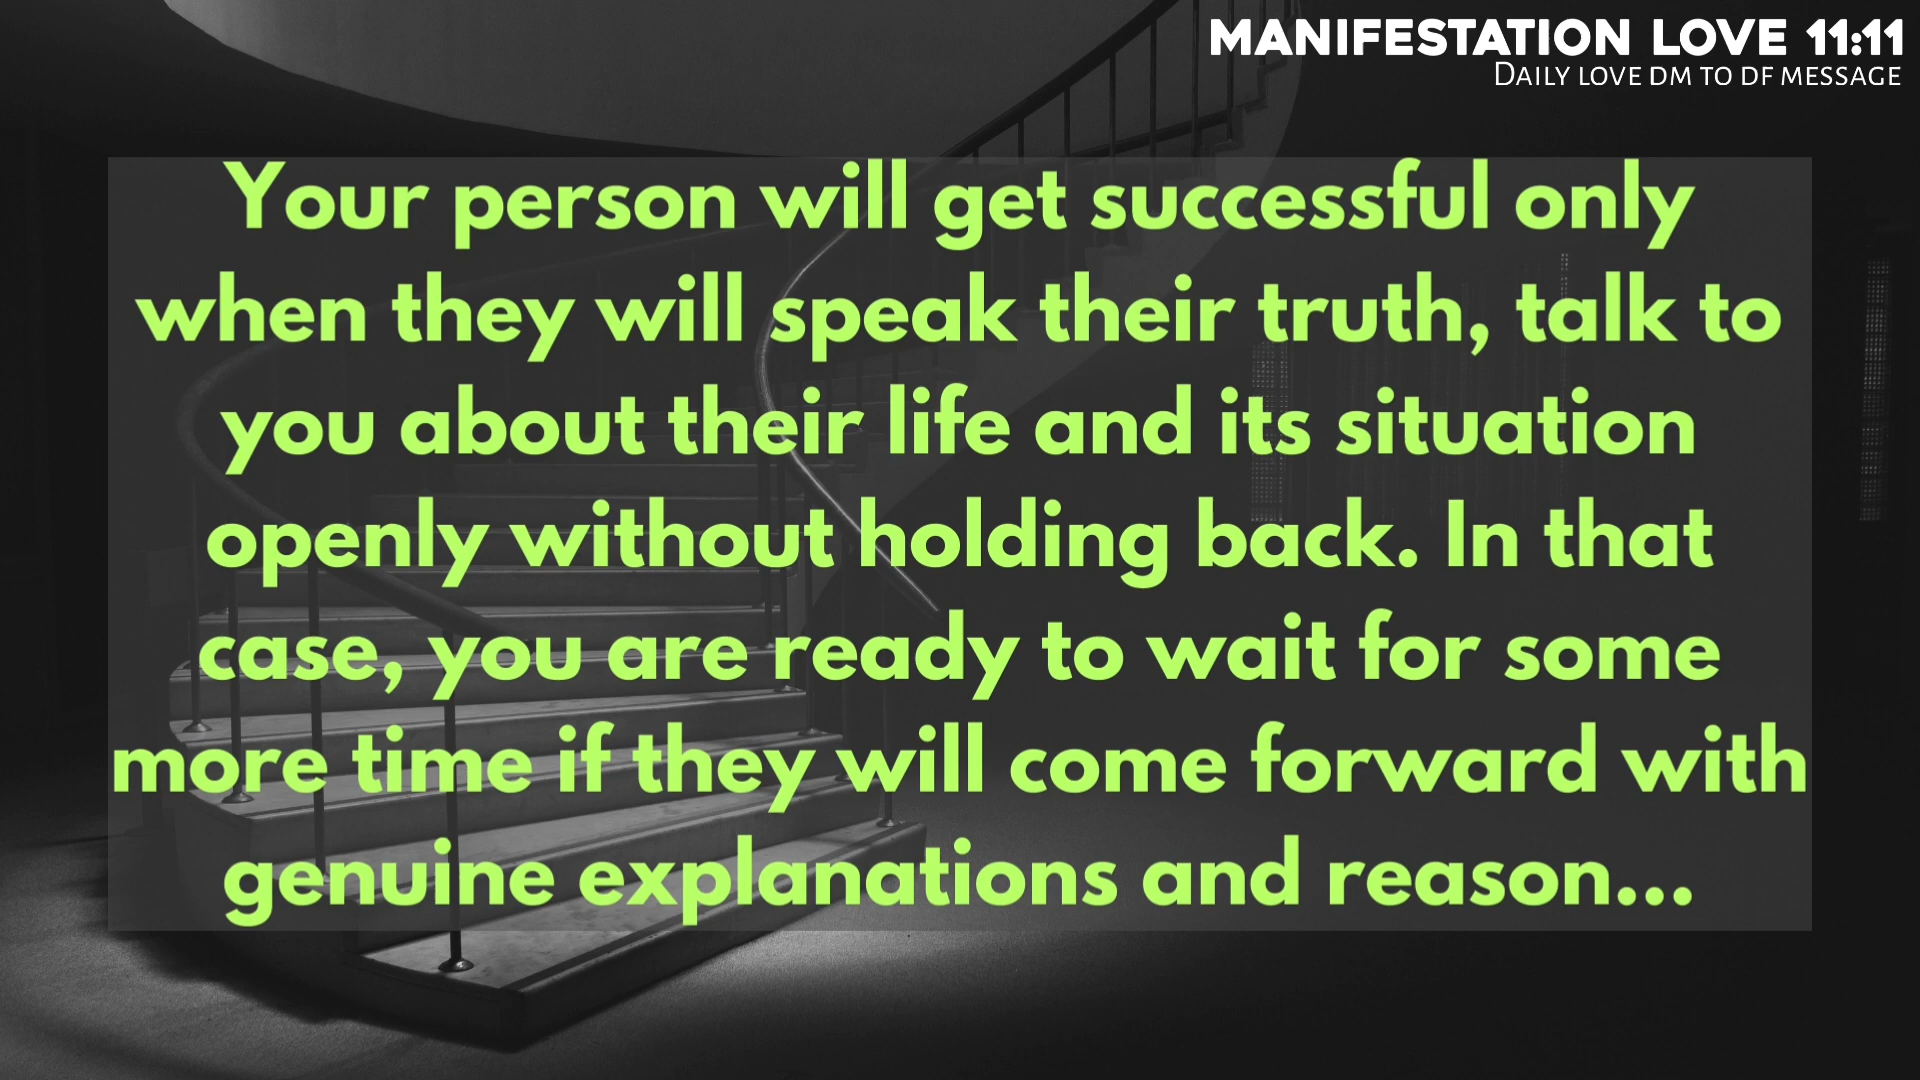 MANIFESTATION LOVE 11:11
DAILY LOVE DM TO DF MESSAGE
Your person will get successful only
when they will speak their truth, talk to
you about their life and its situation
openly without holding back. In that
case, you are ready to wait for some
more time if they will come forward with
genuine explanations and reason...